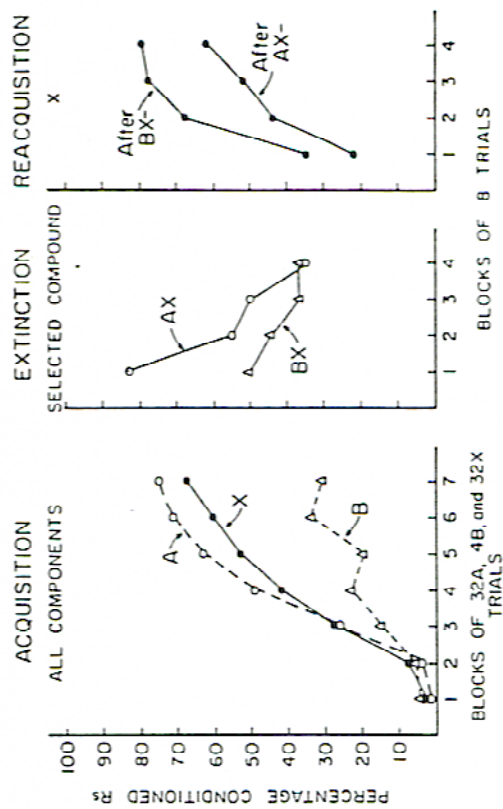 ACQUISITION
ALL COMPONENTS
PERCENTAGE CONDITIONED Rs
100
90
80
70
60
50
40
30
20
10
A
X
B
1 2 3 4 5 6 7
BLOCKS OF 32A, 4B, and 32X
TRIALS
EXTINCTION
SELECTED COMPOUND
AX
BX
1 2 3 4
REACQUISITION
X
After
BX-
After
AX-
1 2 3 4
BLOCKS OF 8 TRIALS